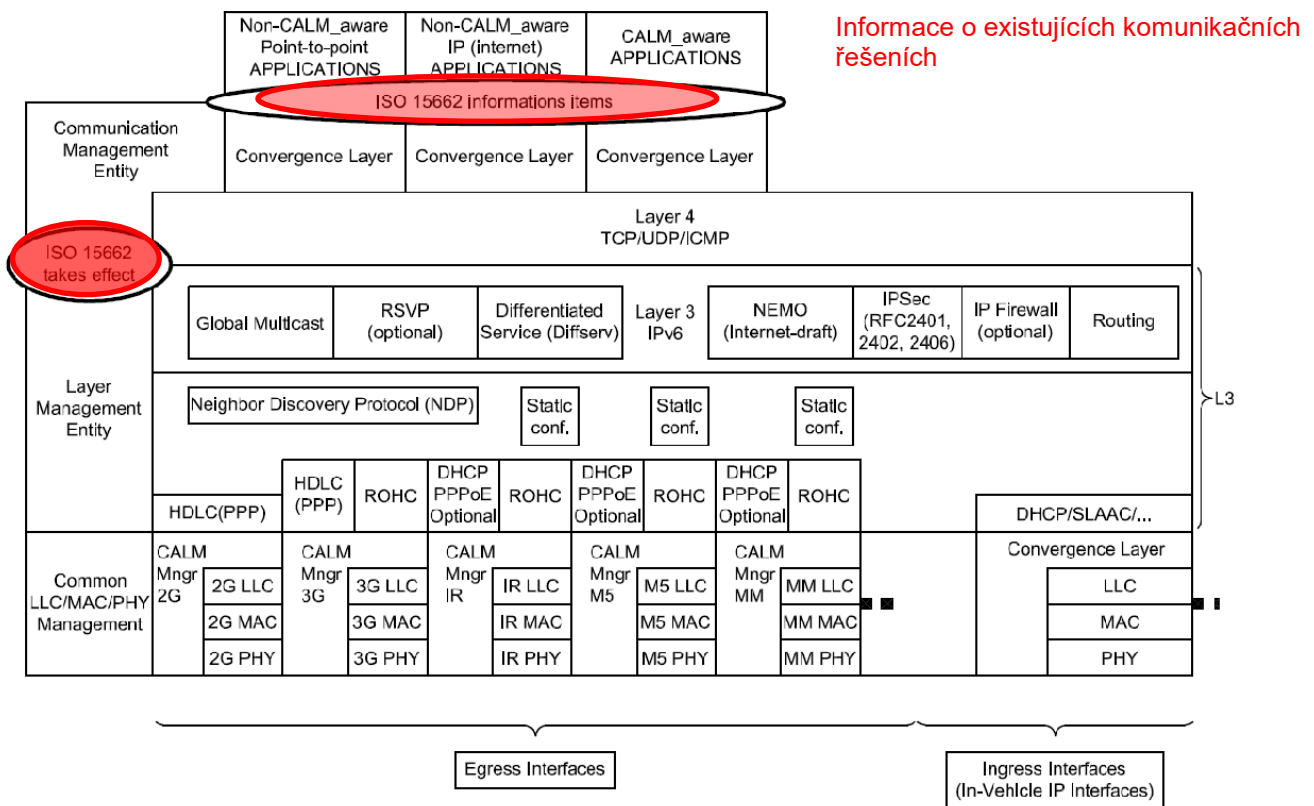 Non-CALM_aware
Point-to-point
APPLICATIONS
Non-CALM_aware
IP (internet)
APPLICATIONS
CALM_aware
APPLICATIONS
Informace o existujících komunikačních
řešeních
ISO 15662 informations items
Communication
Management
Entity
Convergence Layer
Convergence Layer
Convergence Layer
Layer 4
TCP/UDP/ICMP
ISO 15662
takes effect
Global Multicast
RSVP
(optional)
Differentiated
Service (Diffserv)
Layer 3
IPv6
NEMO
(Internet-draft)
IPSec
(RFC2401,
2402, 2406)
IP Firewall
(optional)
Routing
L3
Layer
Management
Entity
Neighbor Discovery Protocol (NDP)
Static
conf.
Static
conf.
Static
conf.
HDLC(PPP)
HDLC
(PPP)
ROHC
DHCP
PPPoE
Optional
ROHC
DHCP
PPPoE
Optional
ROHC
DHCP
PPPoE
Optional
ROHC
DHCP/SLAAC/...
Common
LLC/MAC/PHY
Management
CALM
Mngr
2G
2G LLC
2G MAC
2G PHY
CALM
Mngr
3G
3G LLC
3G MAC
3G PHY
CALM
Mngr
IR
IR LLC
IR MAC
IR PHY
CALM
Mngr
M5
M5 LLC
M5 MAC
M5 PHY
CALM
Mngr
MM
MM LLC
MM MAC
MM PHY
Convergence Layer
LLC
MAC
PHY
Egress Interfaces
Ingress Interfaces
(In-Vehicle IP Interfaces)